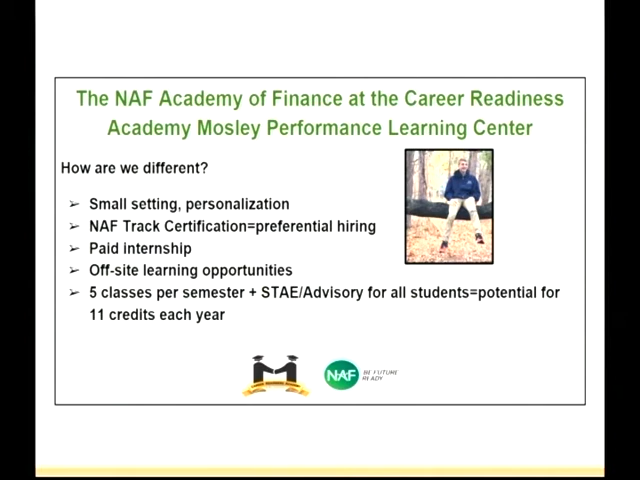 The NAF Academy of Finance at the Career Readiness
Academy Mosley Performance Learning Center
How are we different?
➢ Small setting, personalization
➢ NAF Track Certification=preferential hiring
➢ Paid internship
➢ Off-site learning opportunities
➢ 5 classes per semester + STAE/Advisory for all students=potential for
11 credits each year
NAF BE FUTURE
READY